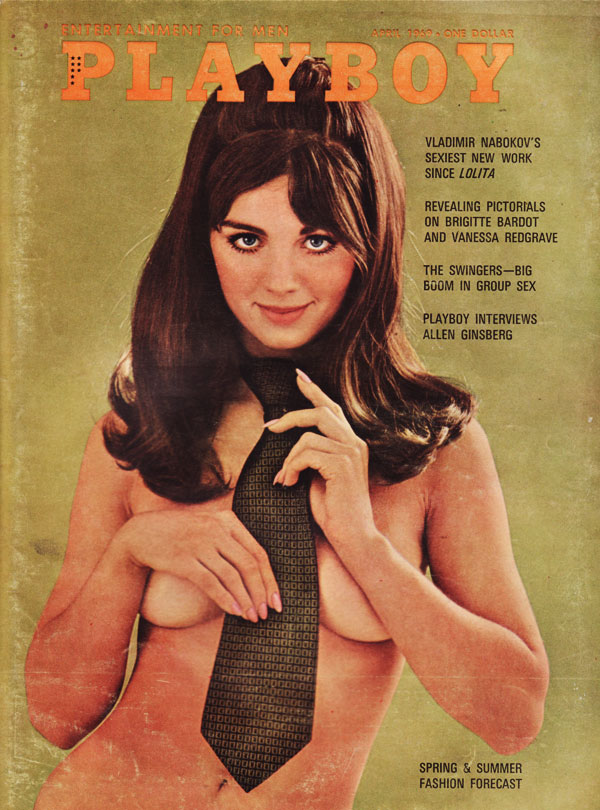 ENTERTAINMENT FOR MEN
APRIL 1969 • ONE DOLLAR
PLAYBOY
VLADIMIR NABOKOV'S
SEXIEST NEW WORK
SINCE LOLITA
REVEALING PICTORIALS
ON BRIGITTE BARDOT
AND VANESSA REDGRAVE
THE SWINGERS—BIG
BOOM IN GROUP SEX
PLAYBOY INTERVIEWS
ALLEN GINSBERG
SPRING & SUMMER
FASHION FORECAST